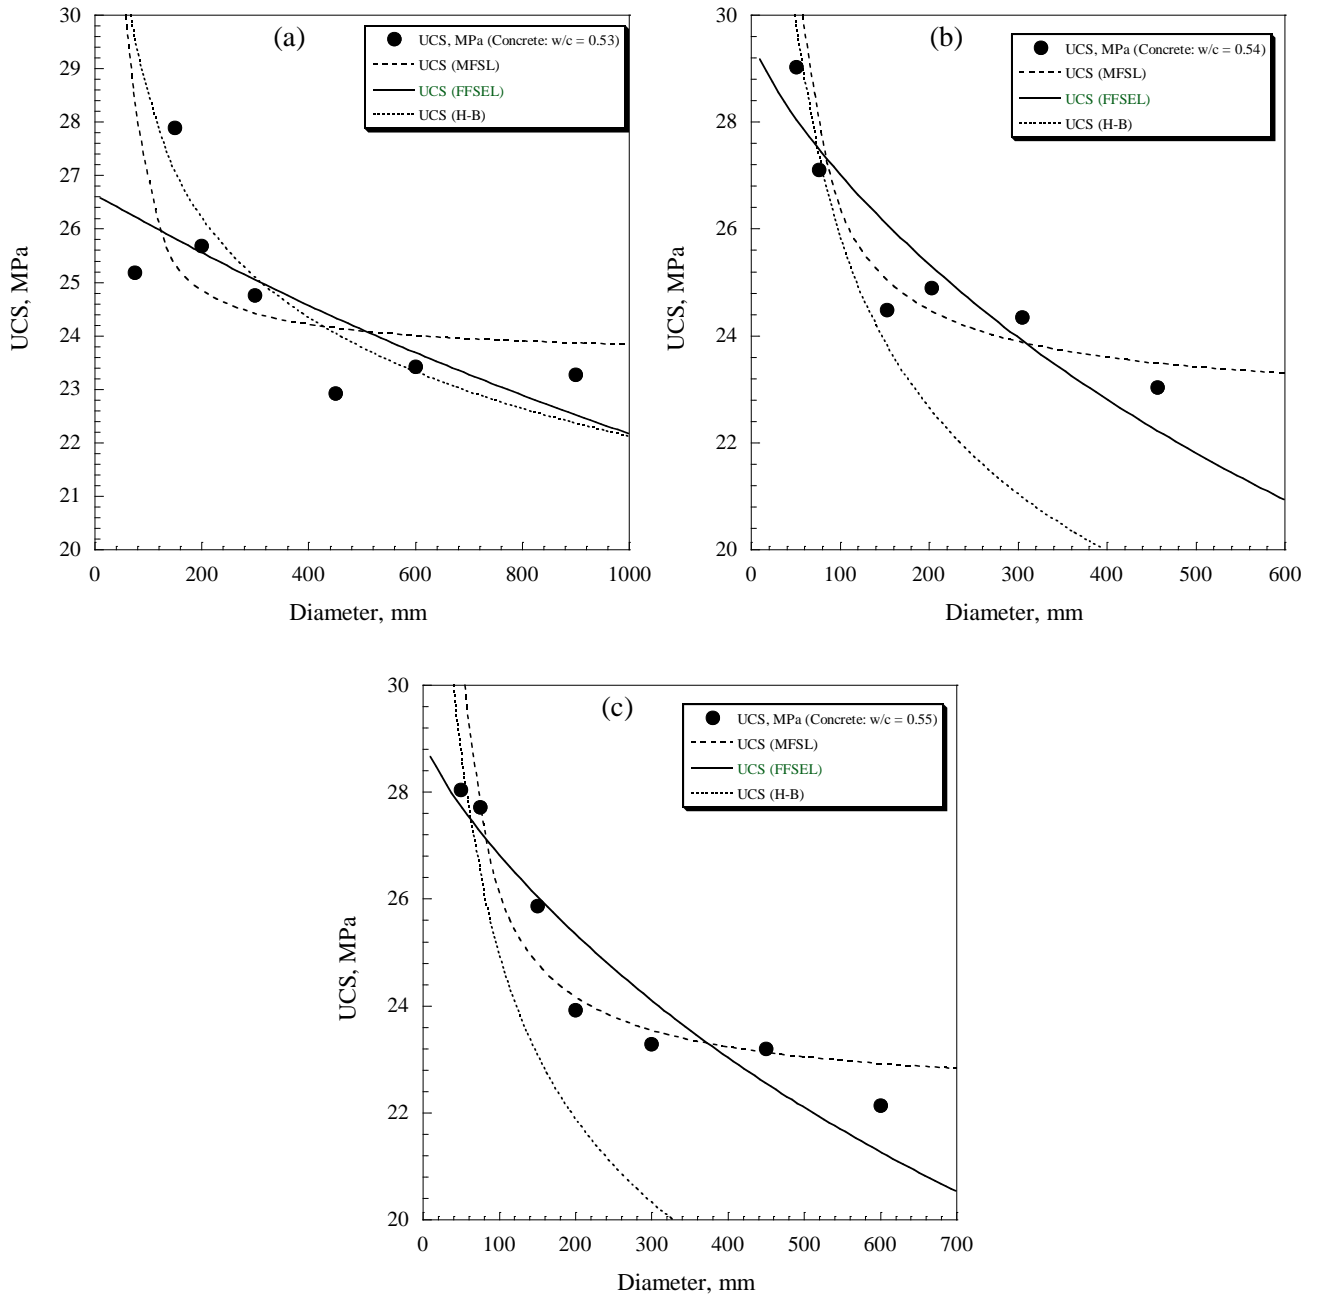 (a)
UCS, MPa (Concrete: w/c = 0.53)
UCS (MFSL)
UCS (FFSEL)
UCS (H-B)
30
29
28
27
26
25
24
23
22
21
20
UCS, MPa
0 200 400 600 800 1000
Diameter, mm
(b)
UCS, MPa (Concrete: w/c = 0.54)
UCS (MFSL)
UCS (FFSEL)
UCS (H-B)
30
28
26
24
22
20
UCS, MPa
0 100 200 300 400 500 600
Diameter, mm
(c)
UCS, MPa (Concrete: w/c = 0.55)
UCS (MFSL)
UCS (FFSEL)
UCS (H-B)
30
28
26
24
22
20
UCS, MPa
0 100 200 300 400 500 600 700
Diameter, mm